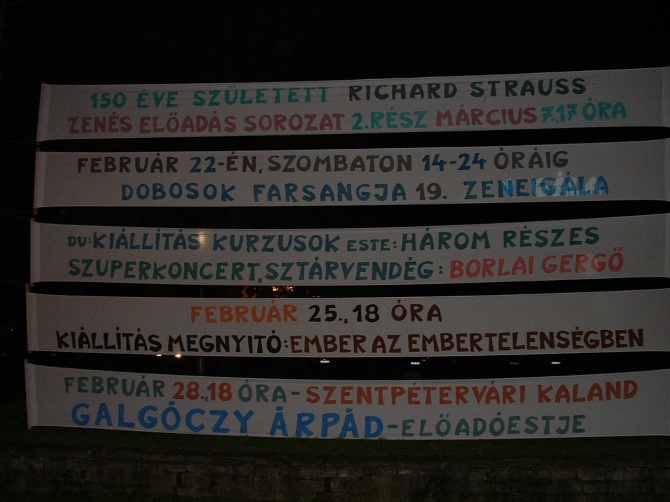 150 ÉVE SZÜLETETT RICHARD STRAUSS
ZENÉS ELŐADÁS SOROZAT 2.RÉSZ MÁRCIUS 7.,17 ÓRA
FEBRUÁR 22-ÉN, SZOMBATON 14-24 ÓRÁIG
DOBOSOK FARSANGJA 19. ZENEIGÁLA
DU: KIÁLLÍTÁS KURZUSOK ESTE: HÁROM RÉSZES
SZUPERKONCERT, SZTÁRVENDÉG: BORLAI GERGŐ
FEBRUÁR 25., 18 ÓRA
KIÁLLÍTÁS MEGNYITÓ: EMBER AZ EMBERTELENSÉGBEN
FEBRUÁR 28.,18 ÓRA - SZENTPÉTERVÁRI KALAND
GALGÓCZY ÁRPÁD - ELŐADÓESTJE